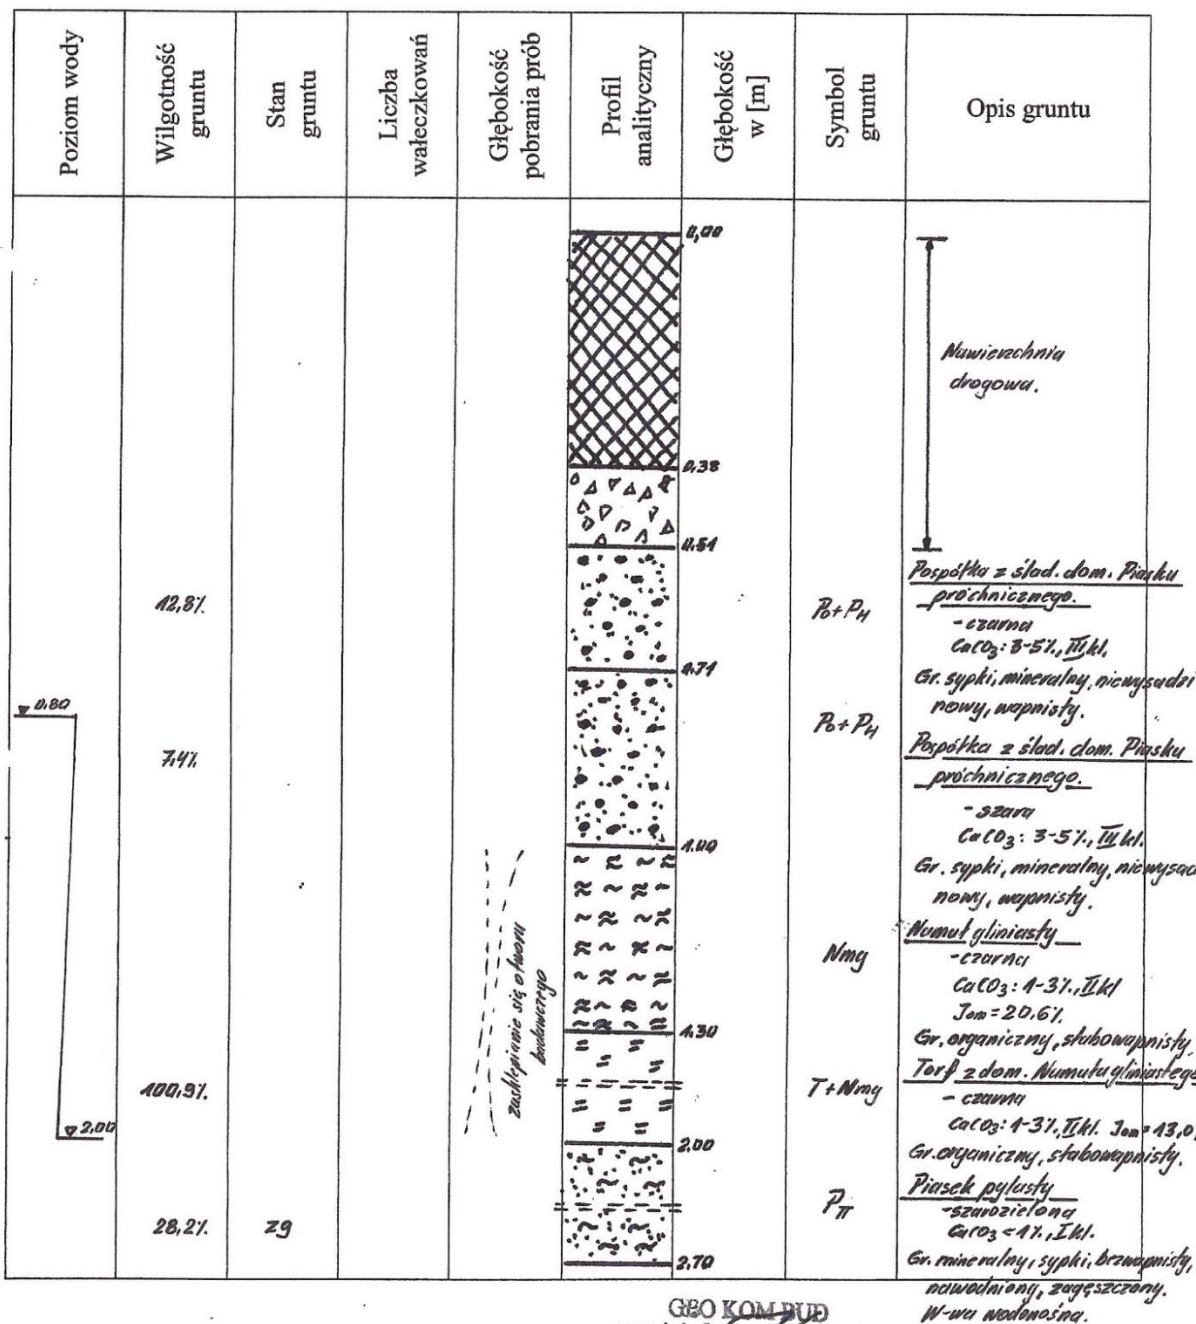 Poziom wody
Wilgotność
gruntu
Stan
gruntu
Liczba
wałeczkowań
Głębokość
pobrania prób
Profil
analityczny
Głębokość
w [m]
Symbol
gruntu
Opis gruntu
0,00
Nawierzchnia
drogowa.
0,38
0,51
Pospółka z ślad. dom. Piasku
próchnicznego.
12,8%
Po+PH
- czarna
CaCO3: 3-5%, III kl.
0,71
Gr. sypki, mineralny, niewysadzi
nowy, wapnisty.
0,80
Po+PH
7,4%
Pospółka z ślad. dom. Piasku
próchnicznego.
- szara
CaCO3: 3-5%, III kl.
1,00
Gr. sypki, mineralny, niewysad
nowy, wapnisty.
Namuł gliniasty
Nmg
- czarna
CaCO3: 1-3%, II kl
Jom=20,6%
zasklepianie się otworu
badawczego
1,30
Gr. organiczny, słabowapnisty,
Torf z dom. Namułu gliniastego
100,9%
T+Nmg
- czarna
CaCO3: 1-3%, II kl. Jom=13,0
2,00
2,00
Gr. organiczny, słabowapnisty.
Piasek pylasty
Pπ
- szarozielona
28,2%
zg
CaCO3 <1%, I kl.
2,70
Gr. mineralny, sypki, bezwapnisty,
nawodniony, zagęszczony.
W-wa wodonośna.
GEO KOM-BUD